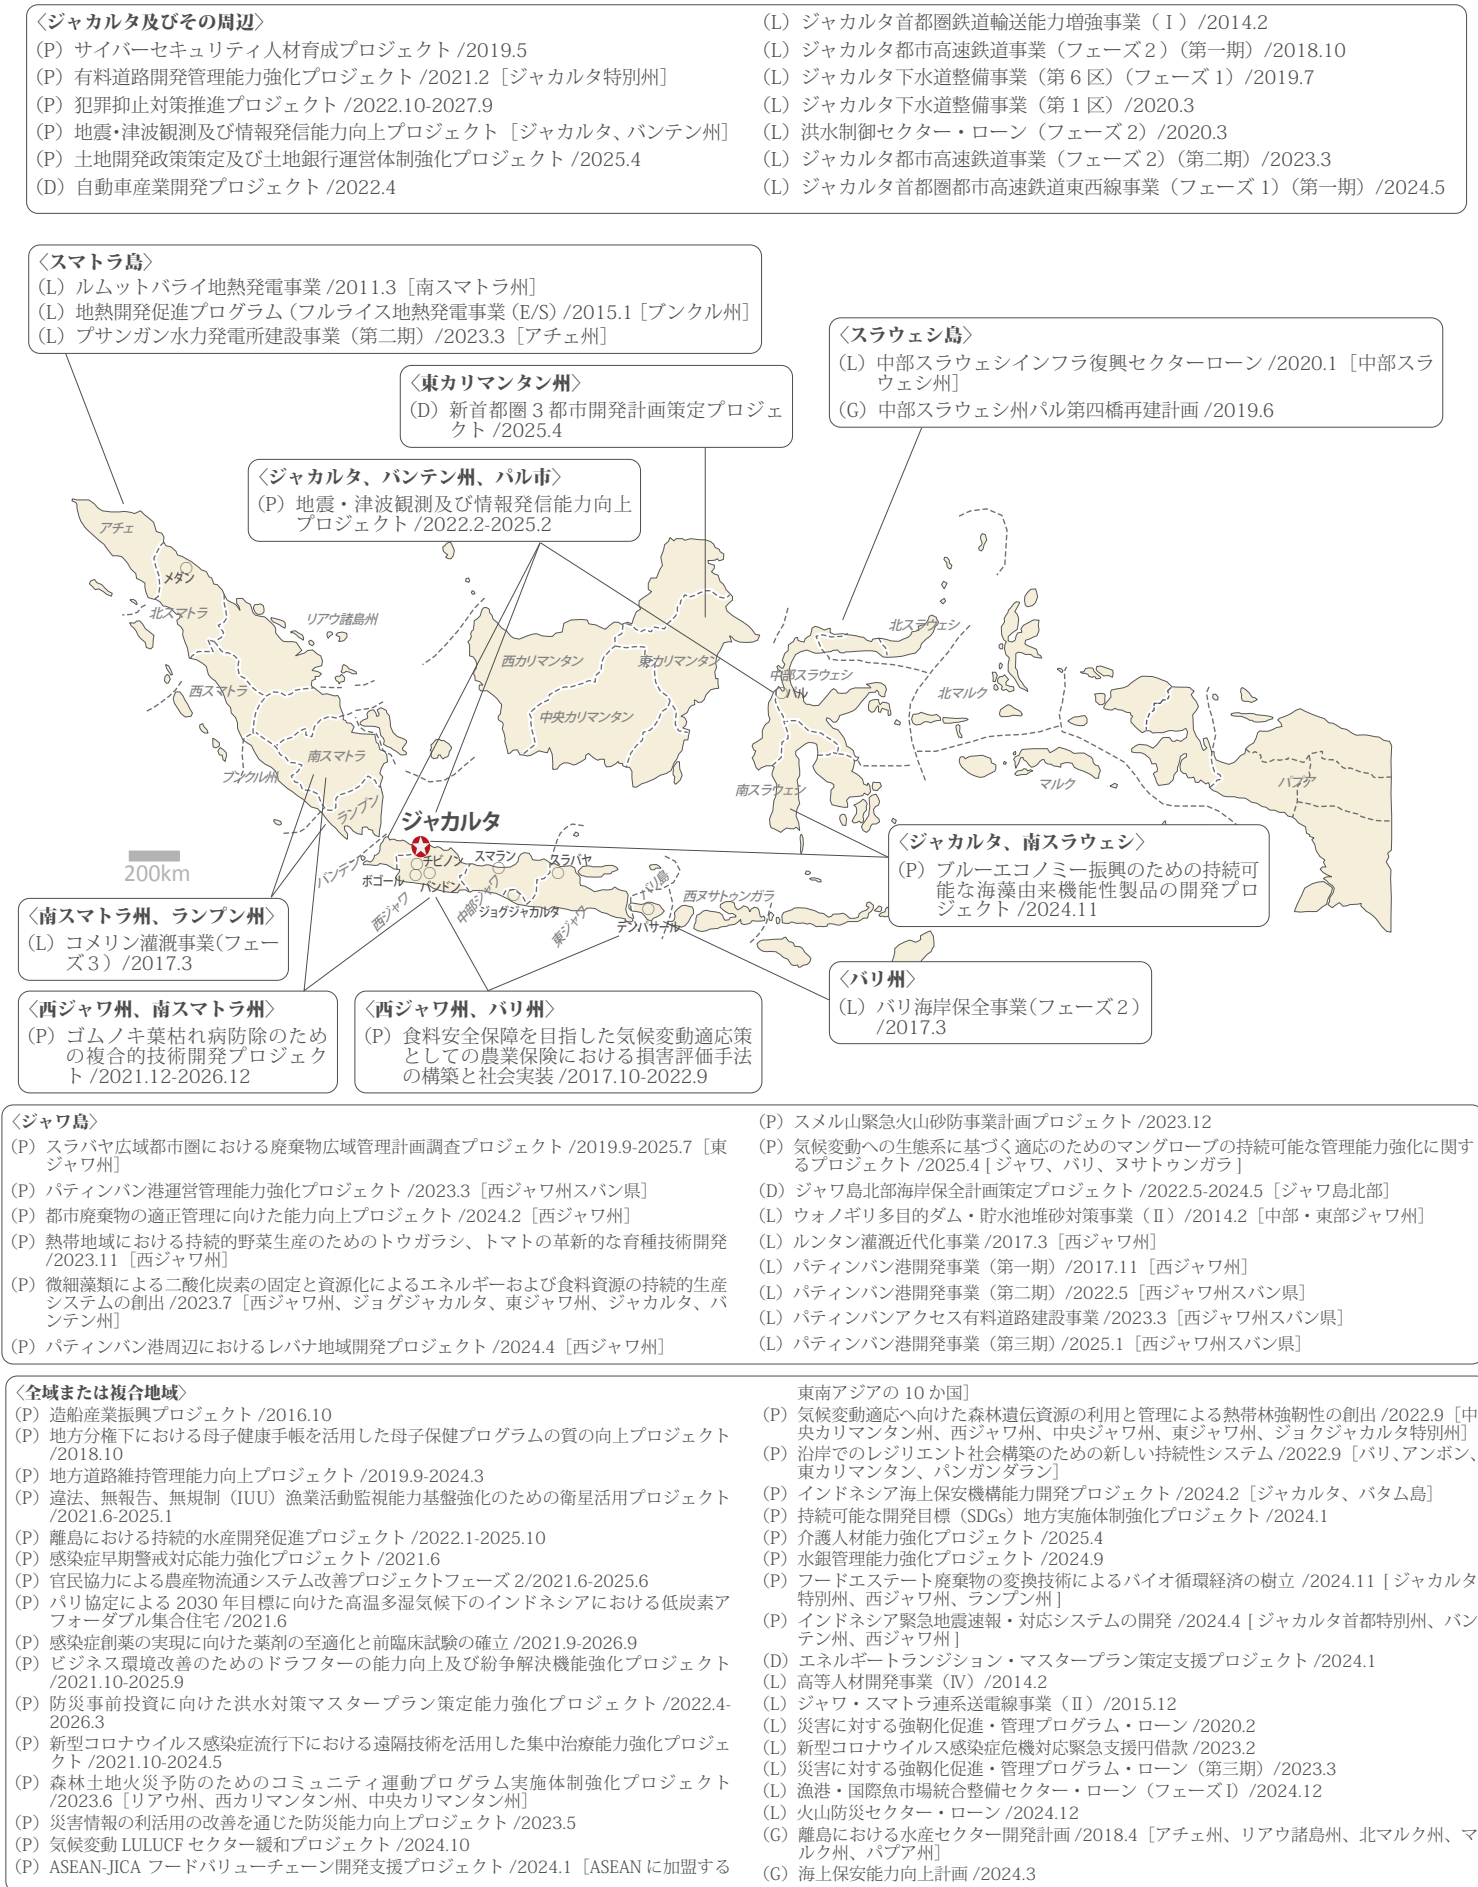 〈ジャカルタ及びその周辺〉
(P) サイバーセキュリティ人材育成プロジェクト /2019.5
(P) 有料道路開発管理能力強化プロジェクト /2021.2［ジャカルタ特別州］
(P) 犯罪抑止対策推進プロジェクト /2022.10-2027.9
(P) 地震・津波観測及び情報発信能力向上プロジェクト［ジャカルタ、バンテン州］
(P) 土地開発政策策定及び土地銀行運営体制強化プロジェクト /2025.4
(D) 自動車産業開発プロジェクト /2022.4
(L) ジャカルタ首都圏鉄道輸送能力増強事業（Ⅰ）/2014.2
(L) ジャカルタ都市高速鉄道事業（フェーズ2）（第一期）/2018.10
(L) ジャカルタ下水道整備事業（第 6 区）（フェーズ 1）/2019.7
(L) ジャカルタ下水道整備事業（第 1 区）/2020.3
(L) 洪水制御セクター・ローン（フェーズ 2）/2020.3
(L) ジャカルタ都市高速鉄道事業（フェーズ 2）（第二期）/2023.3
(L) ジャカルタ首都圏都市高速鉄道東西線事業（フェーズ 1）（第一期）/2024.5
〈スマトラ島〉
(L) ルムットバライ地熱発電事業 /2011.3［南スマトラ州］
(L) 地熱開発促進プログラム（フルライス地熱発電事業（E/S）/2015.1［ブンクル州］
(L) プサンガン水力発電所建設事業（第二期）/2023.3［アチェ州］
〈スラウェシ島〉
(L) 中部スラウェシインフラ復興セクターローン /2020.1［中部スラ
ウェシ州］
(G) 中部スラウェシ州パル第四橋再建計画 /2019.6
〈東カリマンタン州〉
(D) 新首都圏 3 都市開発計画策定プロジェ
クト /2025.4
〈ジャカルタ、バンテン州、パル市〉
(P) 地震・津波観測及び情報発信能力向上
プロジェクト /2022.2-2025.2
アチェ
メダン
北スマトラ
リアウ諸島州
西スマトラ
南スマトラ
ブンクル州
ランプン
西カリマンタン
東カリマンタン
中央カリマンタン
北スラウェシ
中部スラウェシ
パル
南スラウェシ
北マルク
マルク
パプア
ジャカルタ
バンテン
チビノン
ボゴール
バンドン
スマラン
スラバヤ
西ジャワ
中部ジャワ
ジョグジャカルタ
東ジャワ
バリ島
デンパサール
西ヌサトゥンガラ
200km
〈ジャカルタ、南スラウェシ〉
(P) ブルーエコノミー振興のための持続可
能な海藻由来機能性製品の開発プロ
ジェクト /2024.11
〈南スマトラ州、ランプン州〉
(L) コメリン灌漑事業（フェー
ズ３）/2017.3
〈バリ州〉
(L) バリ海岸保全事業（フェーズ２）
/2017.3
〈西ジャワ州、南スマトラ州〉
(P) ゴムノキ葉枯れ病防除のため
の複合的技術開発プロジェク
ト /2021.12-2026.12
〈西ジャワ州、バリ州〉
(P) 食料安全保障を目指した気候変動適応策
としての農業保険における損害評価手法
の構築と社会実装 /2017.10-2022.9
〈ジャワ島〉
(P) スラバヤ広域都市圏における廃棄物広域管理計画調査プロジェクト /2019.9-2025.7［東
ジャワ州］
(P) パティンバン港運営管理能力強化プロジェクト /2023.3［西ジャワ州スバン県］
(P) 都市廃棄物の適正管理に向けた能力向上プロジェクト /2024.2［西ジャワ州］
(P) 熱帯地域における持続的野菜生産のためのトウガラシ、トマトの革新的な育種技術開発
/2023.11［西ジャワ州］
(P) 微細藻類による二酸化炭素の固定と資源化によるエネルギーおよび食料資源の持続的生産
システムの創出 /2023.7［西ジャワ州、ジョグジャカルタ、東ジャワ州、ジャカルタ、バ
ンテン州］
(P) パティンバン港周辺におけるレバナ地域開発プロジェクト /2024.4［西ジャワ州］
(P) スメル山緊急火山砂防事業計画プロジェクト /2023.12
(P) 気候変動への生態系に基づく適応のためのマングローブの持続可能な管理能力強化に関す
るプロジェクト /2025.4 [ ジャワ、バリ、ヌサトゥンガラ ]
(D) ジャワ島北部海岸保全計画策定プロジェクト /2022.5-2024.5［ジャワ島北部］
(L) ウォノギリ多目的ダム・貯水池堆砂対策事業（Ⅱ）/2014.2［中部・東部ジャワ州］
(L) ルンタン灌漑近代化事業 /2017.3［西ジャワ州］
(L) パティンバン港開発事業（第一期）/2017.11［西ジャワ州］
(L) パティンバン港開発事業（第二期）/2022.5［西ジャワ州スバン県］
(L) パティンバンアクセス有料道路建設事業 /2023.3［西ジャワ州スバン県］
(L) パティンバン港開発事業（第三期）/2025.1［西ジャワ州スバン県］
〈全域または複合地域〉
(P) 造船産業振興プロジェクト /2016.10
(P) 地方分権下における母子健康手帳を活用した母子保健プログラムの質の向上プロジェクト
/2018.10
(P) 地方道路維持管理能力向上プロジェクト /2019.9-2024.3
(P) 違法、無報告、無規制（IUU）漁業活動監視能力基盤強化のための衛星活用プロジェクト
/2021.6-2025.1
(P) 離島における持続的水産開発促進プロジェクト /2022.1-2025.10
(P) 感染症早期警戒対応能力強化プロジェクト /2021.6
(P) 官民協力による農産物流通システム改善プロジェクトフェーズ 2/2021.6-2025.6
(P) パリ協定による 2030 年目標に向けた高温多湿気候下のインドネシアにおける低炭素ア
フォーダブル集合住宅 /2021.6
(P) 感染症創薬の実現に向けた薬剤の至適化と前臨床試験の確立 /2021.9-2026.9
(P) ビジネス環境改善のためのドラフターの能力向上及び紛争解決機能強化プロジェクト
/2021.10-2025.9
(P) 防災事前投資に向けた洪水対策マスタープラン策定能力強化プロジェクト /2022.4-
2026.3
(P) 新型コロナウイルス感染症流行下における遠隔技術を活用した集中治療能力強化プロジェ
クト /2021.10-2024.5
(P) 森林土地火災予防のためのコミュニティ運動プログラム実施体制強化プロジェクト
/2023.6［リアウ州、西カリマンタン州、中央カリマンタン州］
(P) 災害情報の利活用の改善を通じた防災能力向上プロジェクト /2023.5
(P) 気候変動 LULUCF セクター緩和プロジェクト /2024.10
(P) ASEAN-JICA フードバリューチェーン開発支援プロジェクト /2024.1［ASEAN に加盟する
東南アジアの 10 か国］
(P) 気候変動適応へ向けた森林遺伝資源の利用と管理による熱帯林強靭性の創出 /2022.9［中
央カリマンタン州、西ジャワ州、中央ジャワ州、東ジャワ州、ジョクジャカルタ特別州］
(P) 沿岸でのレジリエント社会構築のための新しい持続性システム /2022.9［バリ、アンボン、
東カリマンタン、パンガンダラン］
(P) インドネシア海上保安機構能力開発プロジェクト /2024.2［ジャカルタ、バタム島］
(P) 持続可能な開発目標（SDGs）地方実施体制強化プロジェクト /2024.1
(P) 介護人材能力強化プロジェクト /2025.4
(P) 水銀管理能力強化プロジェクト /2024.9
(P) フードエステート廃棄物の変換技術によるバイオ循環経済の樹立 /2024.11 [ ジャカルタ
特別州、西ジャワ州、ランプン州 ]
(P) インドネシア緊急地震速報・対応システムの開発 /2024.4 [ ジャカルタ首都特別州、バン
テン州、西ジャワ州 ]
(D) エネルギートランジション・マスタープラン策定支援プロジェクト /2024.1
(L) 高等人材開発事業（Ⅳ）/2014.2
(L) ジャワ・スマトラ連系送電線事業（Ⅱ）/2015.12
(L) 災害に対する強靭化促進・管理プログラム・ローン /2020.2
(L) 新型コロナウイルス感染症危機対応緊急支援円借款 /2023.2
(L) 災害に対する強靭化促進・管理プログラム・ローン（第三期）/2023.3
(L) 漁港・国際魚市場統合整備セクター・ローン（フェーズ I）/2024.12
(L) 火山防災セクター・ローン /2024.12
(G) 離島における水産セクター開発計画 /2018.4［アチェ州、リアウ諸島州、北マルク州、マ
ルク州、パプア州］
(G) 海上保安能力向上計画 /2024.3